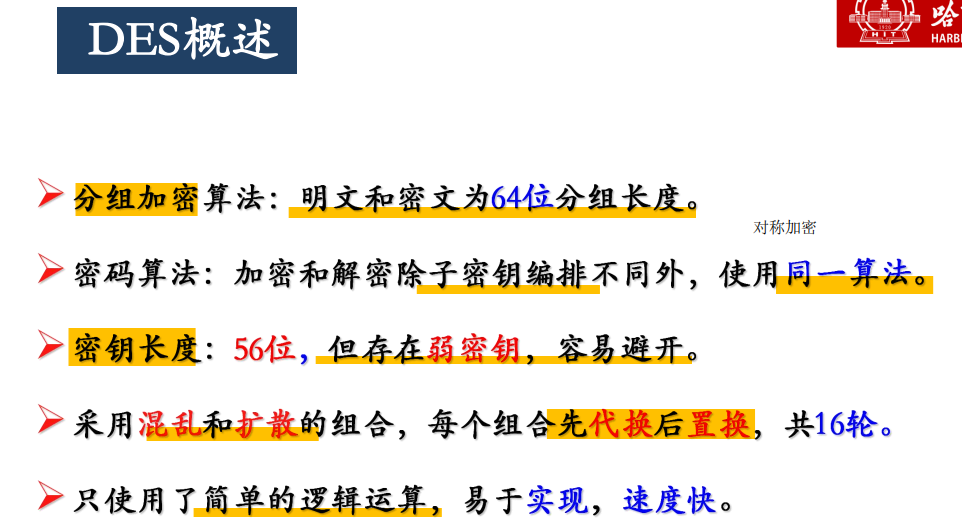 DES概述
1920
HIT
哈
HARBI
分组加密算法：明文和密文为64位分组长度。
对称加密
密码算法：加密和解密除子密钥编排不同外，使用同一算法。
密钥长度：56位，但存在弱密钥，容易避开。
采用混乱和扩散的组合，每个组合先代换后置换，共16轮。
只使用了简单的逻辑运算，易于实现，速度快。